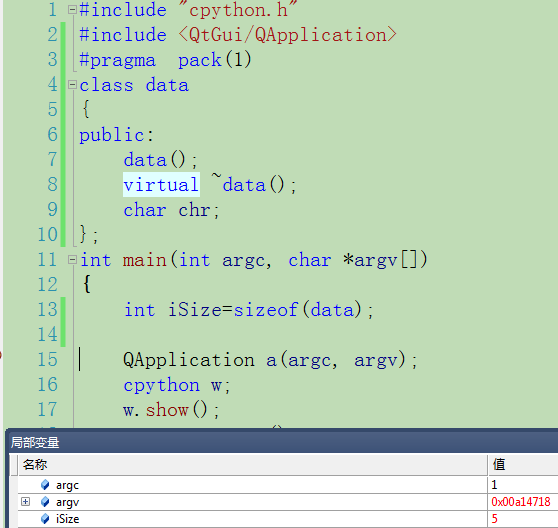 1 #include "cpython.h"
2 #include <QtGui/QApplication>
3 #pragma  pack(1)
4 class data
5 {
6 public:
7     data();
8     virtual ~data();
9     char chr;
10 };
11 int main(int argc, char *argv[])
12 {
13     int iSize=sizeof(data);
14
15     QApplication a(argc, argv);
16     cpython w;
17     w.show();
局部变量
名称 值
argc 1
argv 0x00a14718
iSize 5